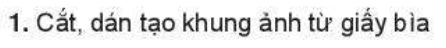 1. Cắt, dán tạo khung ảnh từ giấy bìa